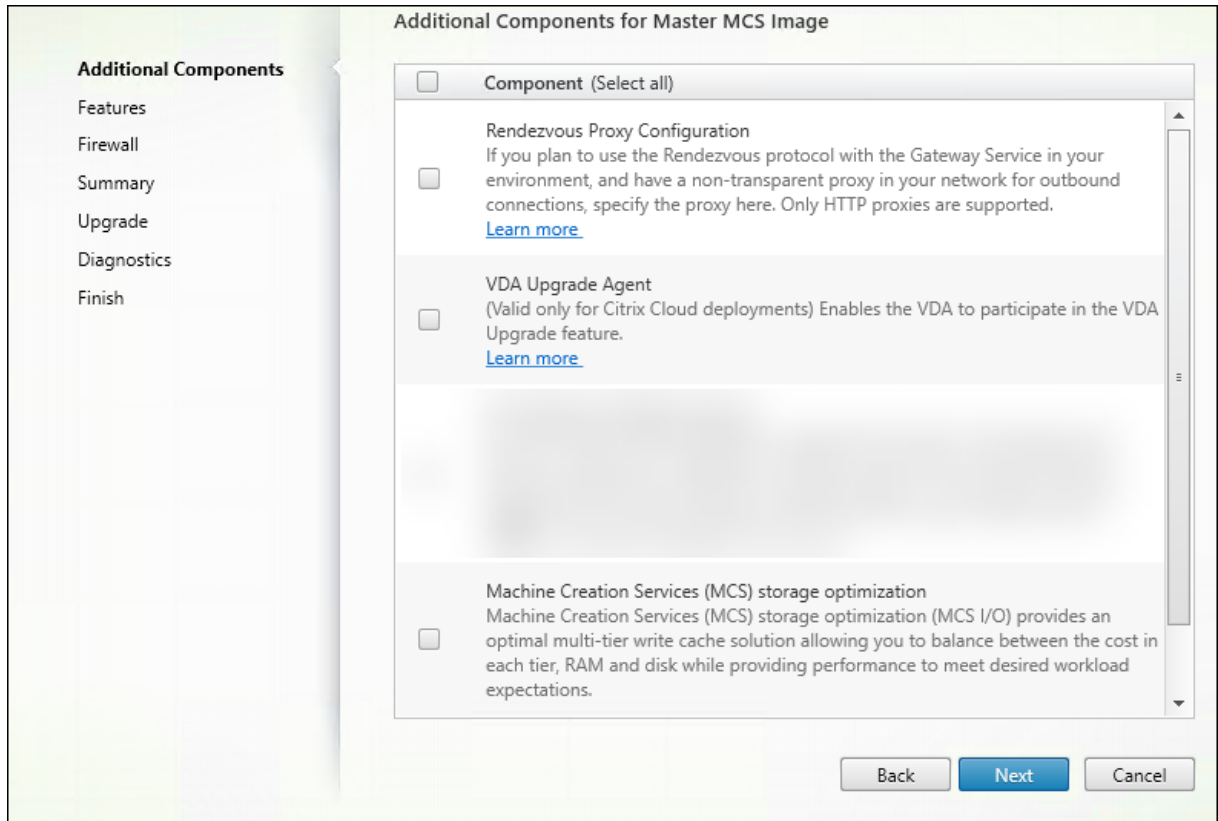 Additional Components for Master MCS Image
Additional Components
Features
Firewall
Summary
Upgrade
Diagnostics
Finish
Component (Select all)
Rendezvous Proxy Configuration
If you plan to use the Rendezvous protocol with the Gateway Service in your
environment, and have a non-transparent proxy in your network for outbound
connections, specify the proxy here. Only HTTP proxies are supported.
Learn more
VDA Upgrade Agent
(Valid only for Citrix Cloud deployments) Enables the VDA to participate in the VDA
Upgrade feature.
Learn more
Machine Creation Services (MCS) storage optimization
Machine Creation Services (MCS) storage optimization (MCS I/O) provides an
optimal multi-tier write cache solution allowing you to balance between the cost in
each tier, RAM and disk while providing performance to meet desired workload
expectations.
Back
Next
Cancel